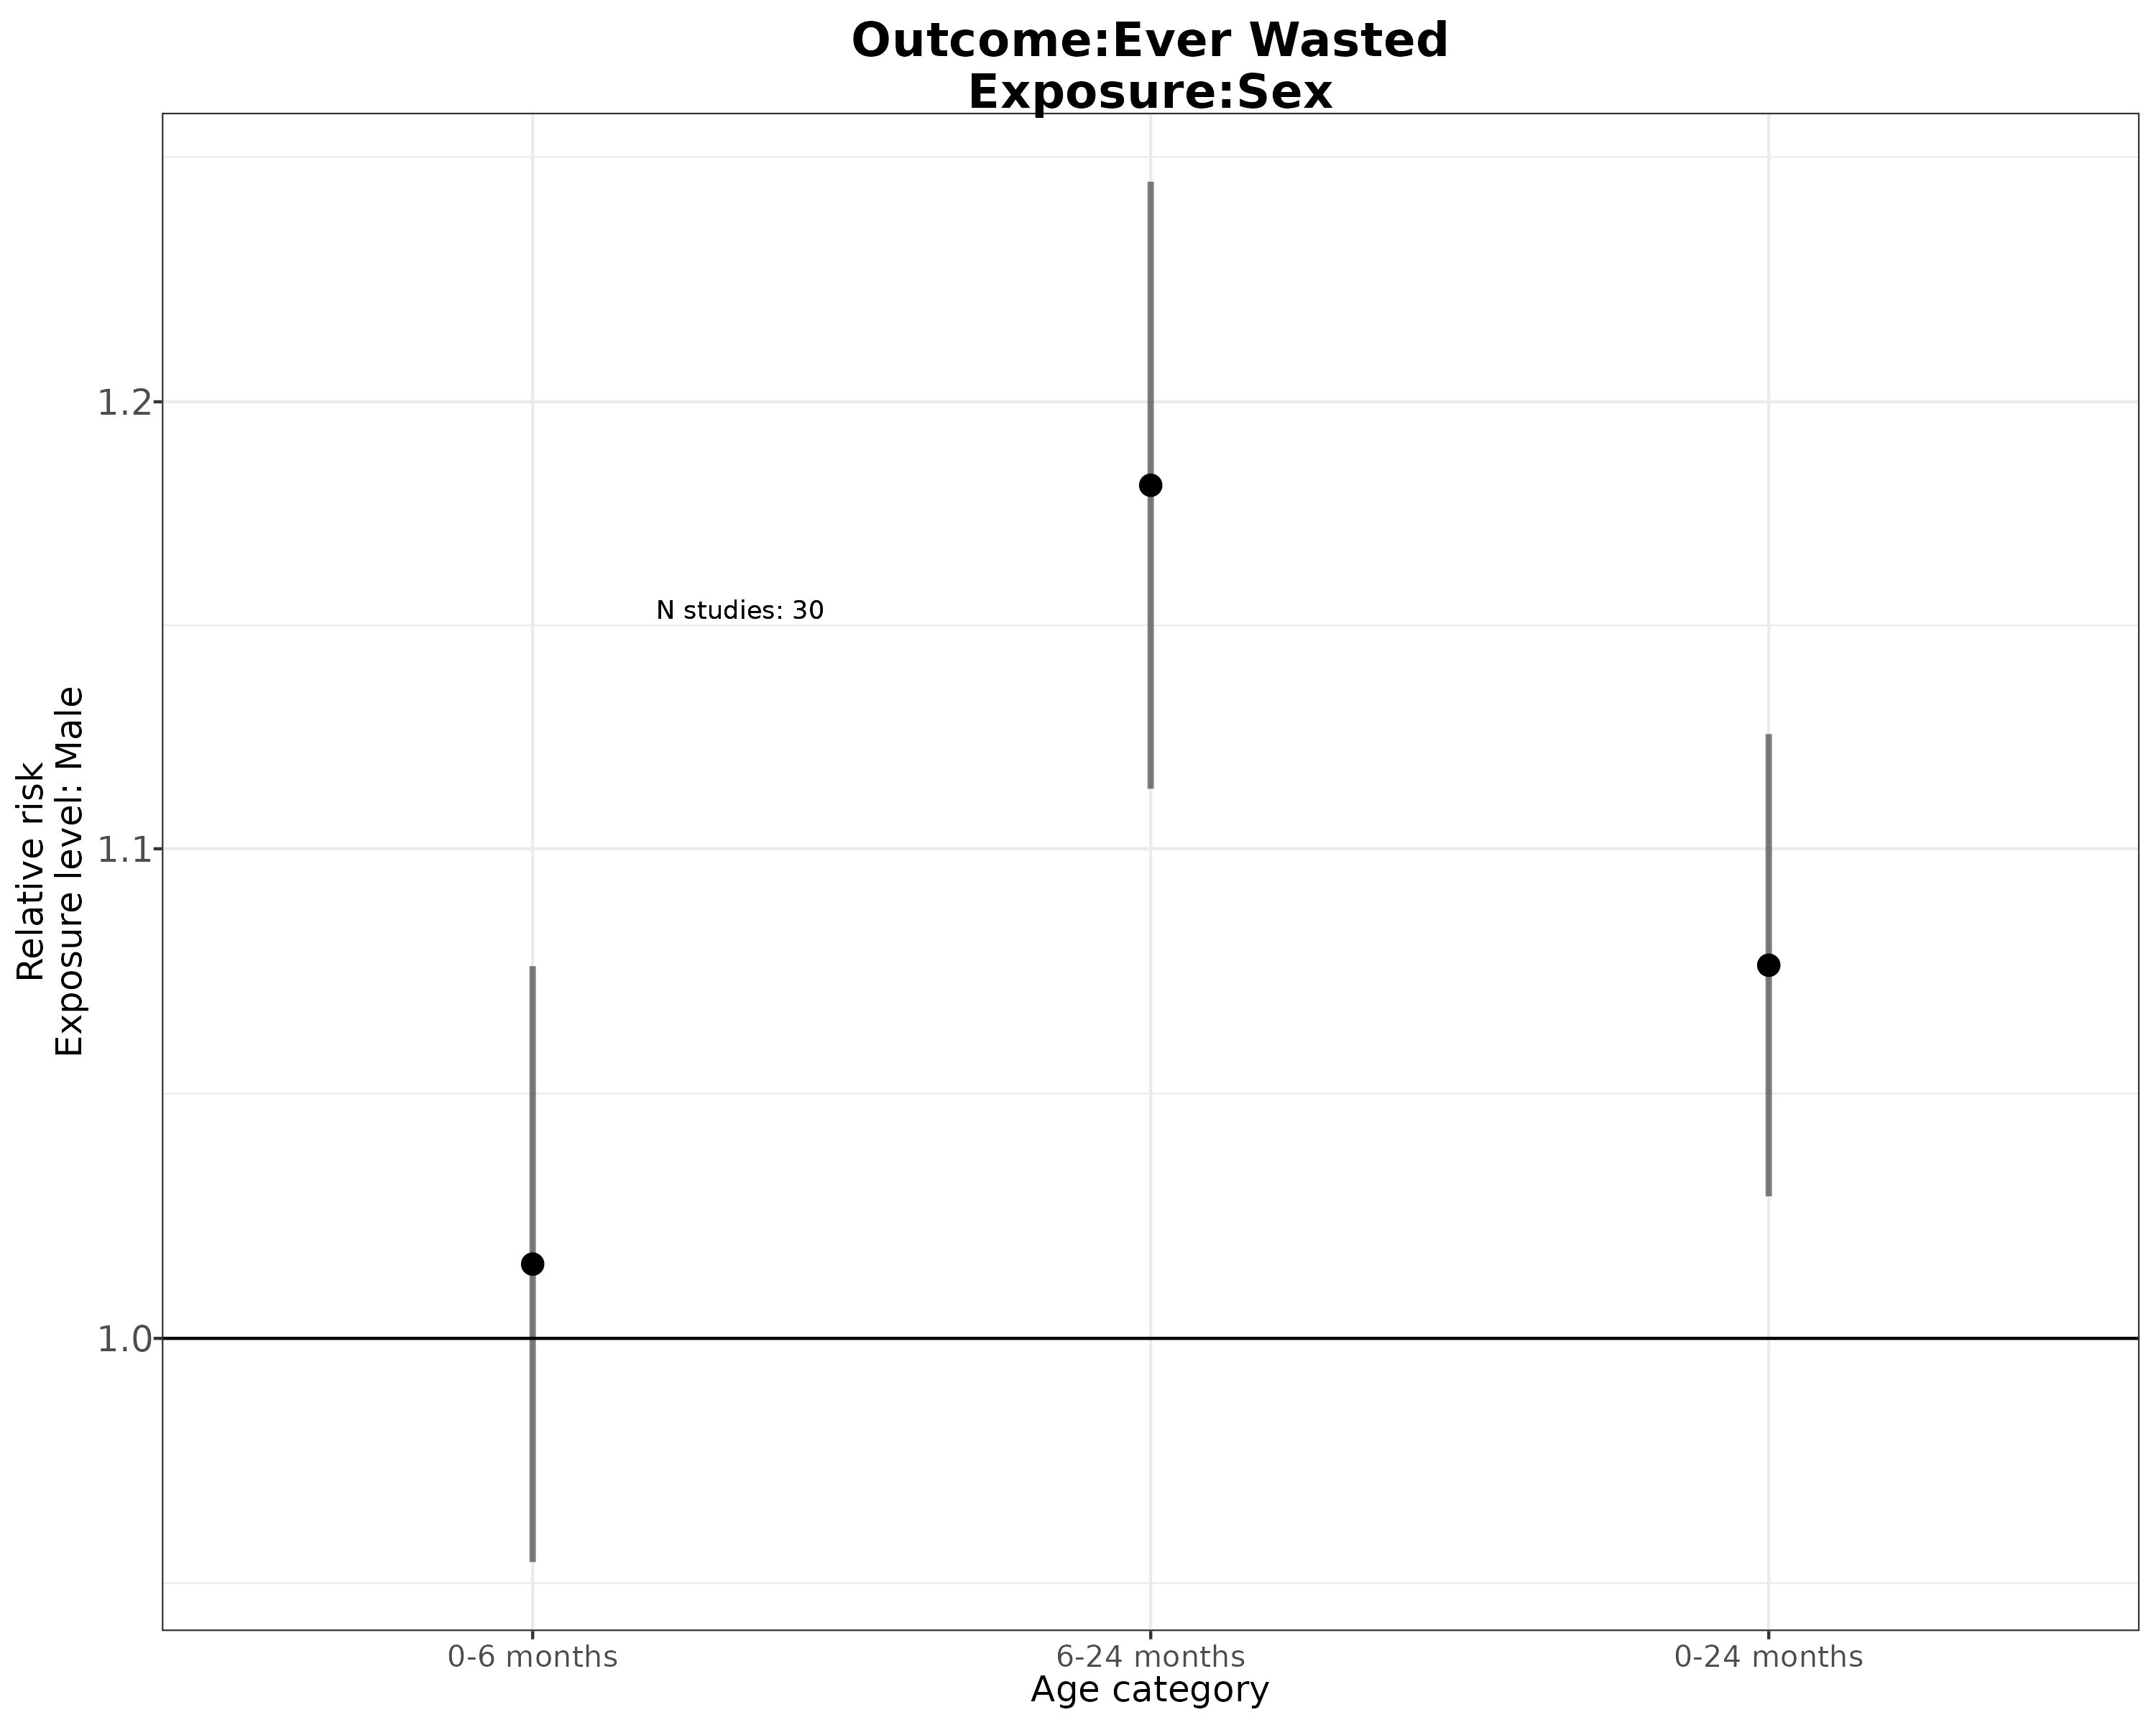 Outcome:Ever Wasted
Exposure:Sex
Relative risk
Exposure level: Male
1.2
1.1
1.0
N studies: 30
0-6 months
6-24 months
0-24 months
Age category